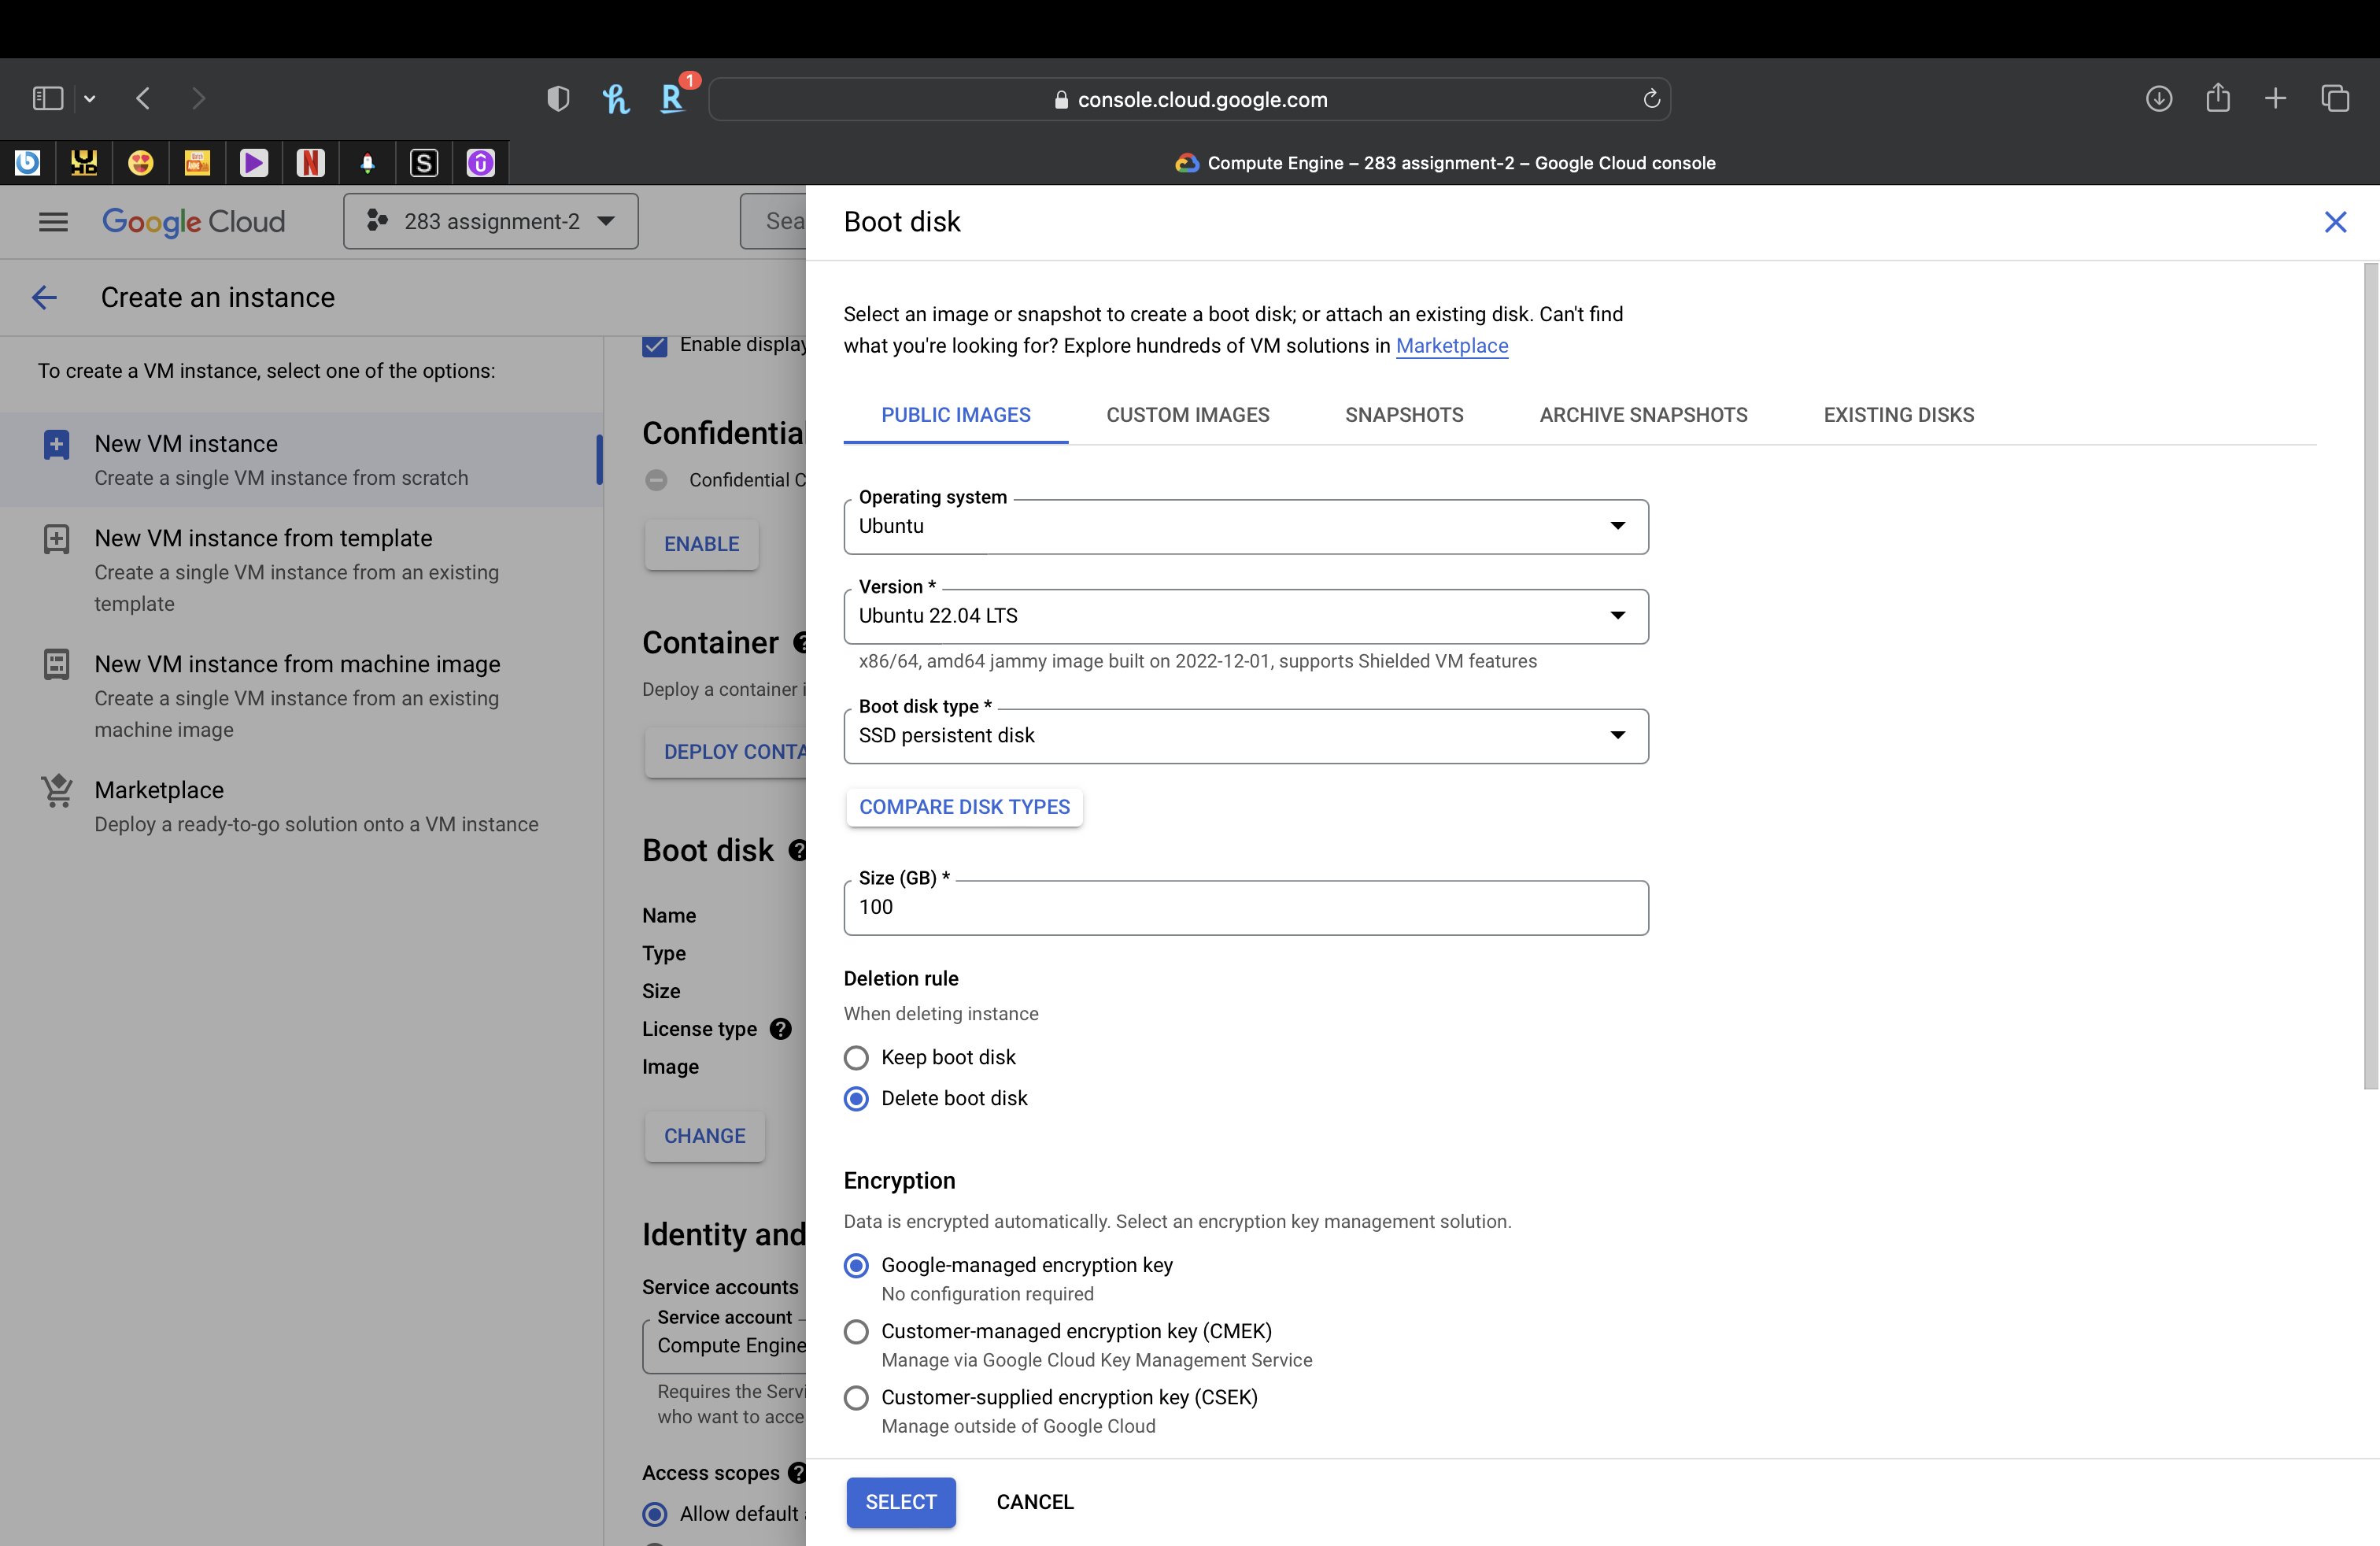 1
console.cloud.google.com
Compute Engine – 283 assignment-2 – Google Cloud console
Google Cloud
283 assignment-2
Sea
Create an instance
To create a VM instance, select one of the options:
New VM instance
Create a single VM instance from scratch
New VM instance from template
Create a single VM instance from an existing
template
New VM instance from machine image
Create a single VM instance from an existing
machine image
Marketplace
Deploy a ready-to-go solution onto a VM instance
Enable display
Confidential
Confidential C
ENABLE
Container
Deploy a container i
DEPLOY CONTA
Boot disk
Name
Type
Size
License type
Image
CHANGE
Identity and
Service accounts
Service account
Compute Engine
Requires the Servi
who want to acce
Access scopes
Allow default a
Boot disk
Select an image or snapshot to create a boot disk; or attach an existing disk. Can't find
what you're looking for? Explore hundreds of VM solutions in Marketplace
PUBLIC IMAGES
CUSTOM IMAGES
SNAPSHOTS
ARCHIVE SNAPSHOTS
EXISTING DISKS
Operating system
Ubuntu
Version *
Ubuntu 22.04 LTS
x86/64, amd64 jammy image built on 2022-12-01, supports Shielded VM features
Boot disk type *
SSD persistent disk
COMPARE DISK TYPES
Size (GB) *
100
Deletion rule
When deleting instance
Keep boot disk
Delete boot disk
Encryption
Data is encrypted automatically. Select an encryption key management solution.
Google-managed encryption key
No configuration required
Customer-managed encryption key (CMEK)
Manage via Google Cloud Key Management Service
Customer-supplied encryption key (CSEK)
Manage outside of Google Cloud
SELECT
CANCEL